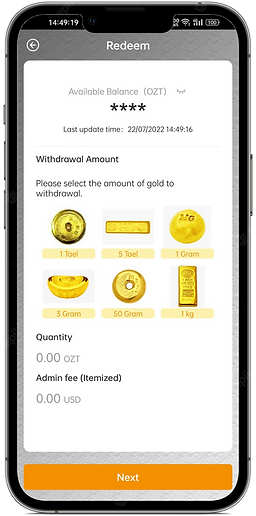 14:49:19
100
Redeem
Available Balance (OZT)
****
Last update time: 22/07/2022 14:49:16
Withdrawal Amount
Please select the amount of gold to
withdrawal.
NG
1 Tael
5 Tael
1 Gram
3 Gram
50 Gram
1 kg
Quantity
0.00 OZT
Admin fee (Itemized)
0.00 USD
Next